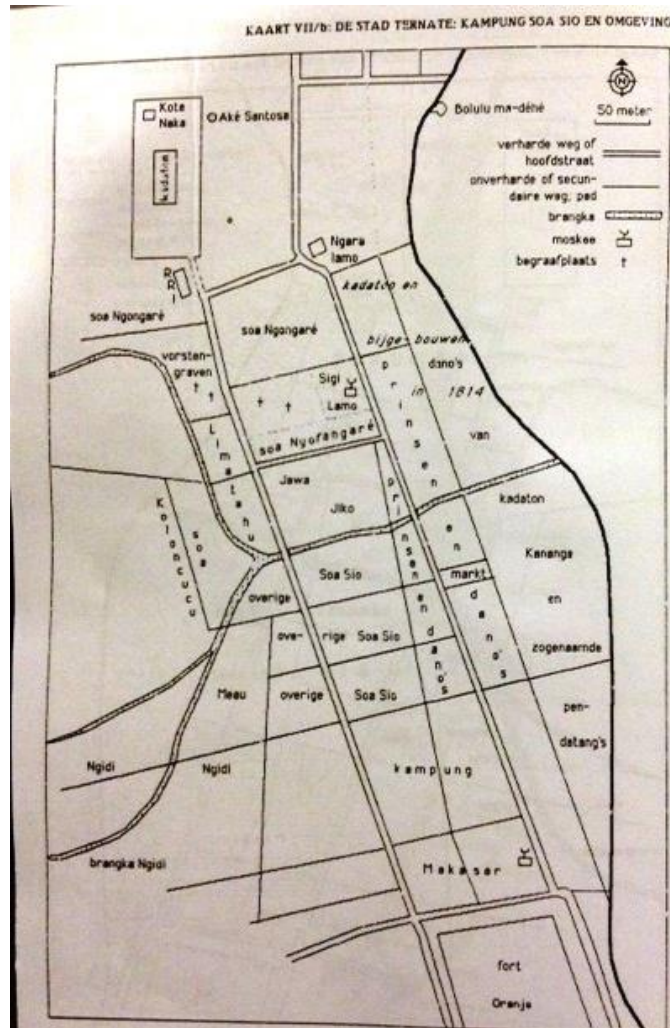 KAART VII/b: DE STAD TERNATE: KAMPUNG SOA SIO EN OMGEVING
Kota
Naka
Aké Santosa
kadaton
Bolulu ma-déhé
50 meter
verharde weg of
hoofdstraat
onverharde of secun-
daire weg; pad
brangka
moskee
begraafplaats
Ngara
lamo
R
R
I
kadaton en
bijgebouwen
in 1814
soa Ngongaré
soa Ngongaré
vorsten-
graven
Sigi
Lamo
soa Nyofangaré
prinsen
en
dano's
dano's
van
kadaton
Kananga
en
zogenaamde
pen-
datang's
Limatahu
Jawa
Jiko
prinsen
en
dano's
soa
Koloncucu
Soa Sio
markt
overige
ove-
rige Soa Sio
overige
Soa Sio
Meau
Ngidi
Ngidi
kampung
brangka Ngidi
Makasar
fort
Oranje